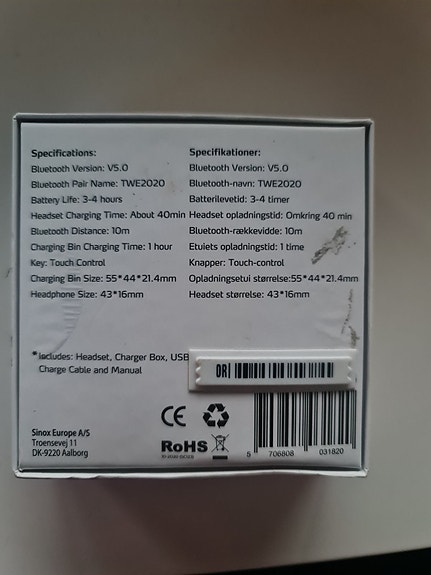 Specifications:
Bluetooth Version: V5.0
Bluetooth Pair Name: TWE2020
Battery Life: 3-4 hours
Headset Charging Time: About 40min
Bluetooth Distance: 10m
Charging Bin Charging Time: 1 hour
Key: Touch Control
Charging Bin Size: 55*44*21.4mm
Headphone Size: 43*16mm
*Includes: Headset, Charger Box, USB
Charge Cable and Manual
Specifikationer:
Bluetooth Version: V5.0
Bluetooth-navn: TWE2020
Batterilevetid: 3-4 timer
Headset opladningstid: Omkring 40 min
Bluetooth-rækkevidde: 10m
Etuiets opladningstid: 1 time
Knapper: Touch-control
Opladningsetui størrelse:55*44*21.4mm
Headset størrelse: 43*16mm
Sinox Europe A/S
Troensevej 11
DK-9220 Aalborg
CE
RoHS
5 706808 031820